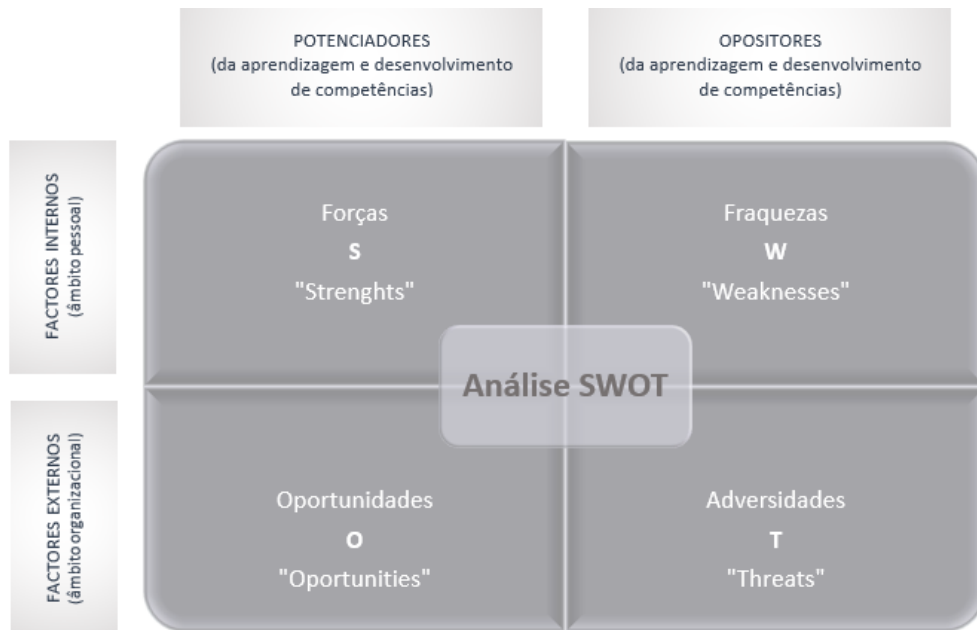 POTENCIADORES
(da aprendizagem e desenvolvimento
de competências)
OPOSITORES
(da aprendizagem e desenvolvimento
de competências)
FACTORES INTERNOS
(âmbito pessoal)
Forças
S
"Strenghts"
Fraquezas
W
"Weaknesses"
Análise SWOT
FACTORES EXTERNOS
(âmbito organizacional)
Oportunidades
O
"Oportunities"
Adversidades
T
"Threats"